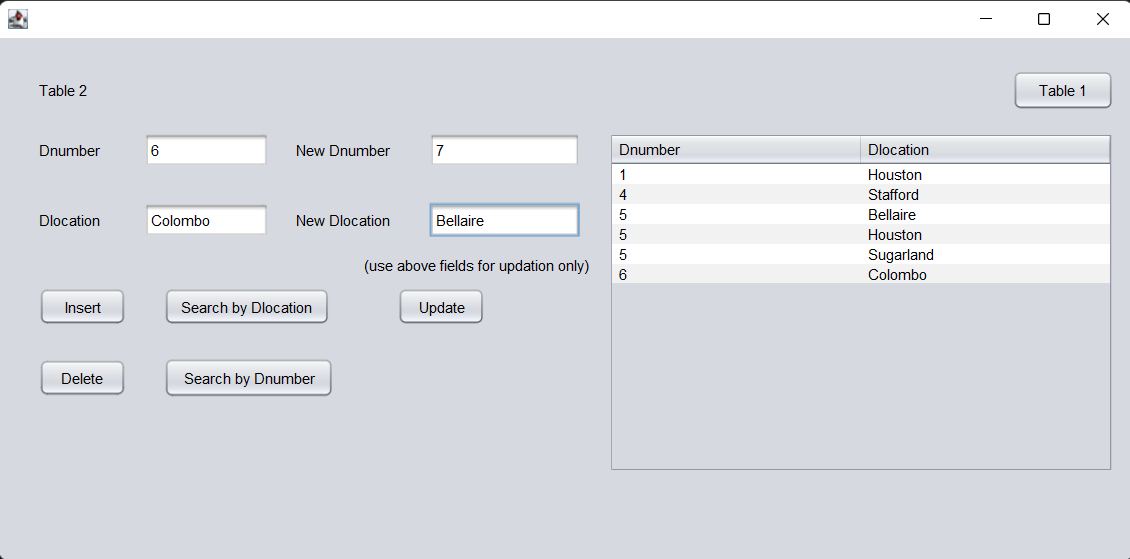 Table 2
Table 1
Dnumber 6 New Dnumber 7
Dlocation Colombo New Dlocation Bellaire
(use above fields for updation only)
Insert Search by Dlocation Update
Delete Search by Dnumber
Dnumber Dlocation
1 Houston
4 Stafford
5 Bellaire
5 Houston
5 Sugarland
6 Colombo